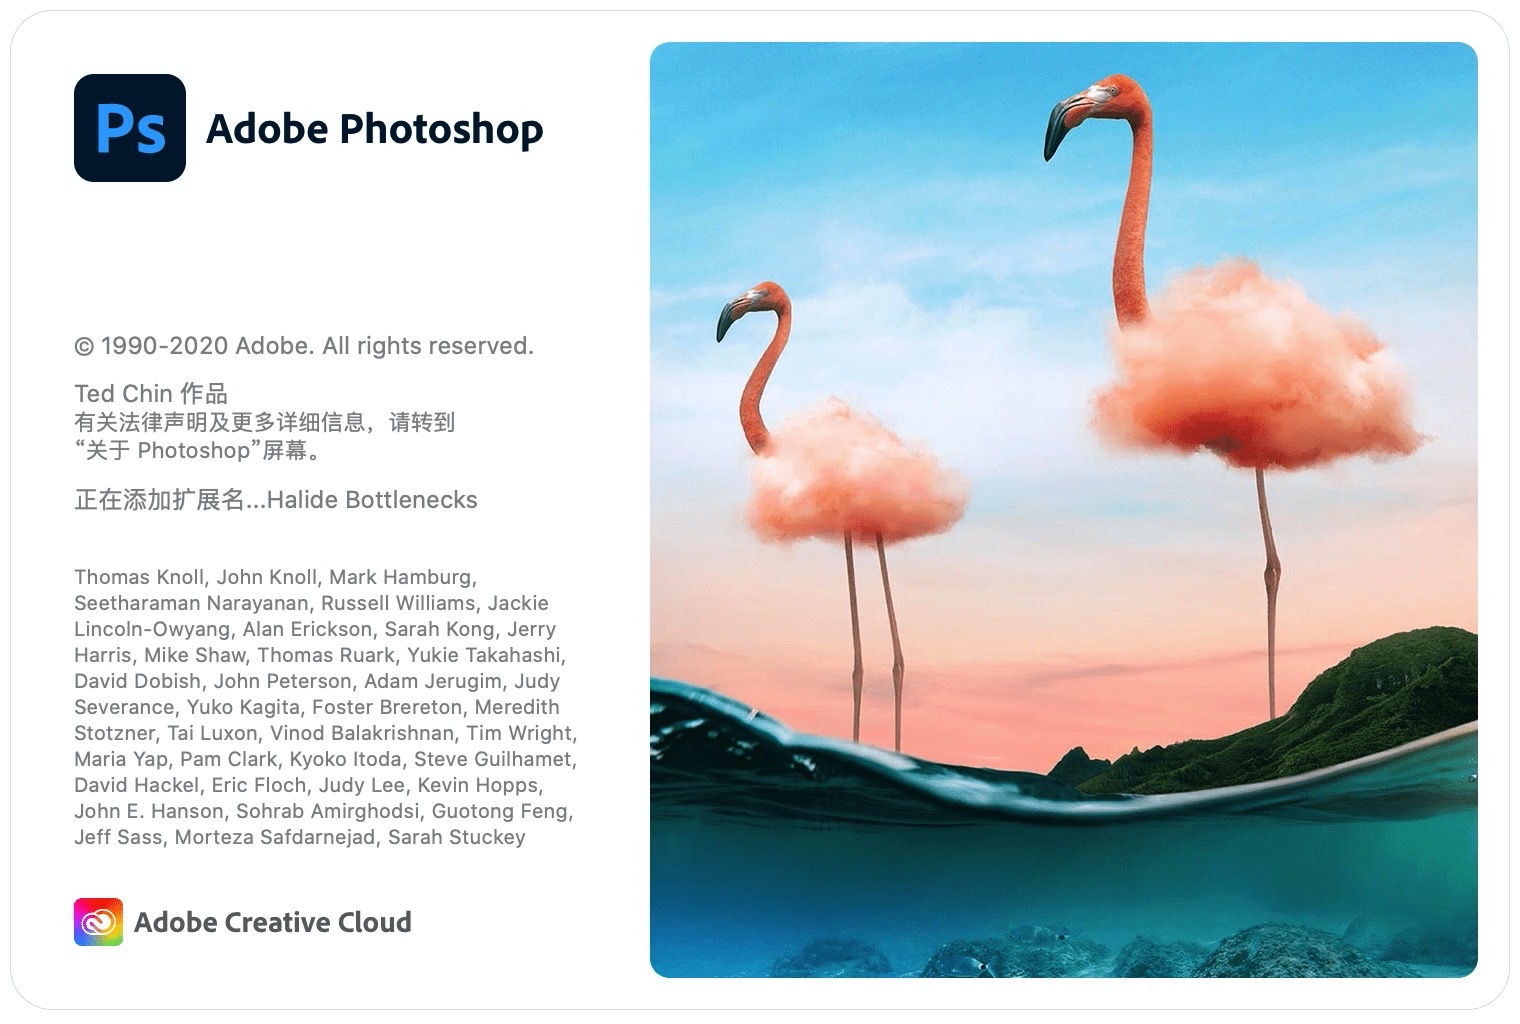 Ps
Adobe Photoshop
© 1990-2020 Adobe. All rights reserved.
Ted Chin 作品
有关法律声明及更多详细信息，请转到
“关于 Photoshop”屏幕。
正在添加扩展名...Halide Bottlenecks
Thomas Knoll, John Knoll, Mark Hamburg,
Seetharaman Narayanan, Russell Williams, Jackie
Lincoln-Owyang, Alan Erickson, Sarah Kong, Jerry
Harris, Mike Shaw, Thomas Ruark, Yukie Takahashi,
David Dobish, John Peterson, Adam Jerugim, Judy
Severance, Yuko Kagita, Foster Brereton, Meredith
Stotzner, Tai Luxon, Vinod Balakrishnan, Tim Wright,
Maria Yap, Pam Clark, Kyoko Itoda, Steve Guilhamet,
David Hackel, Eric Floch, Judy Lee, Kevin Hopps,
John E. Hanson, Sohrab Amirghodsi, Guotong Feng,
Jeff Sass, Morteza Safdarnejad, Sarah Stuckey
Adobe Creative Cloud